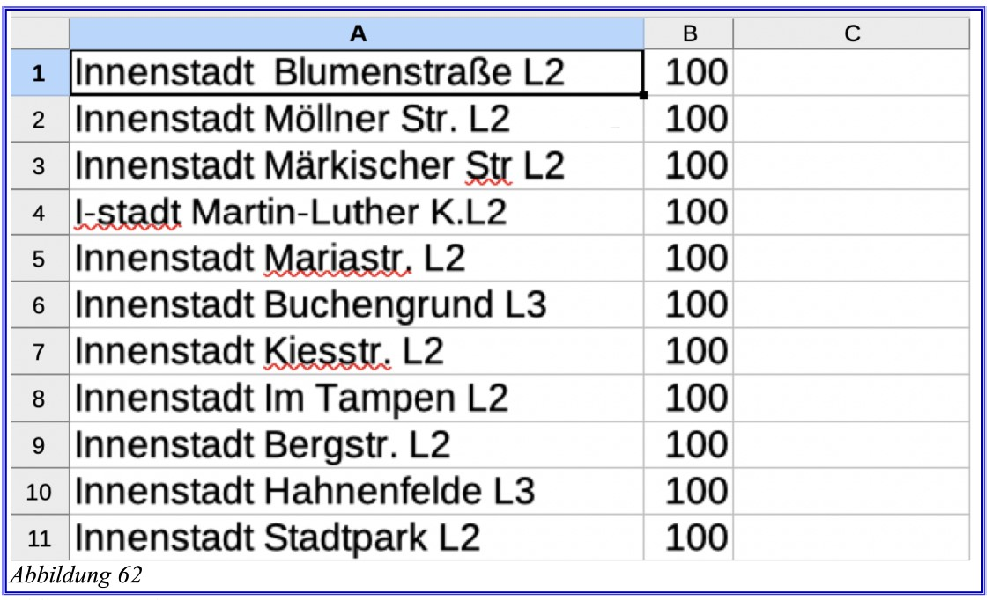 A B C
1 Innenstadt  Blumenstraße L2 100
2 Innenstadt Möllner Str. L2 100
3 Innenstadt Märkischer Str L2 100
4 I-stadt Martin-Luther K.L2 100
5 Innenstadt Mariastr. L2 100
6 Innenstadt Buchengrund L3 100
7 Innenstadt Kiesstr. L2 100
8 Innenstadt Im Tampen L2 100
9 Innenstadt Bergstr. L2 100
10 Innenstadt Hahnenfelde L3 100
11 Innenstadt Stadtpark L2 100
Abbildung 62